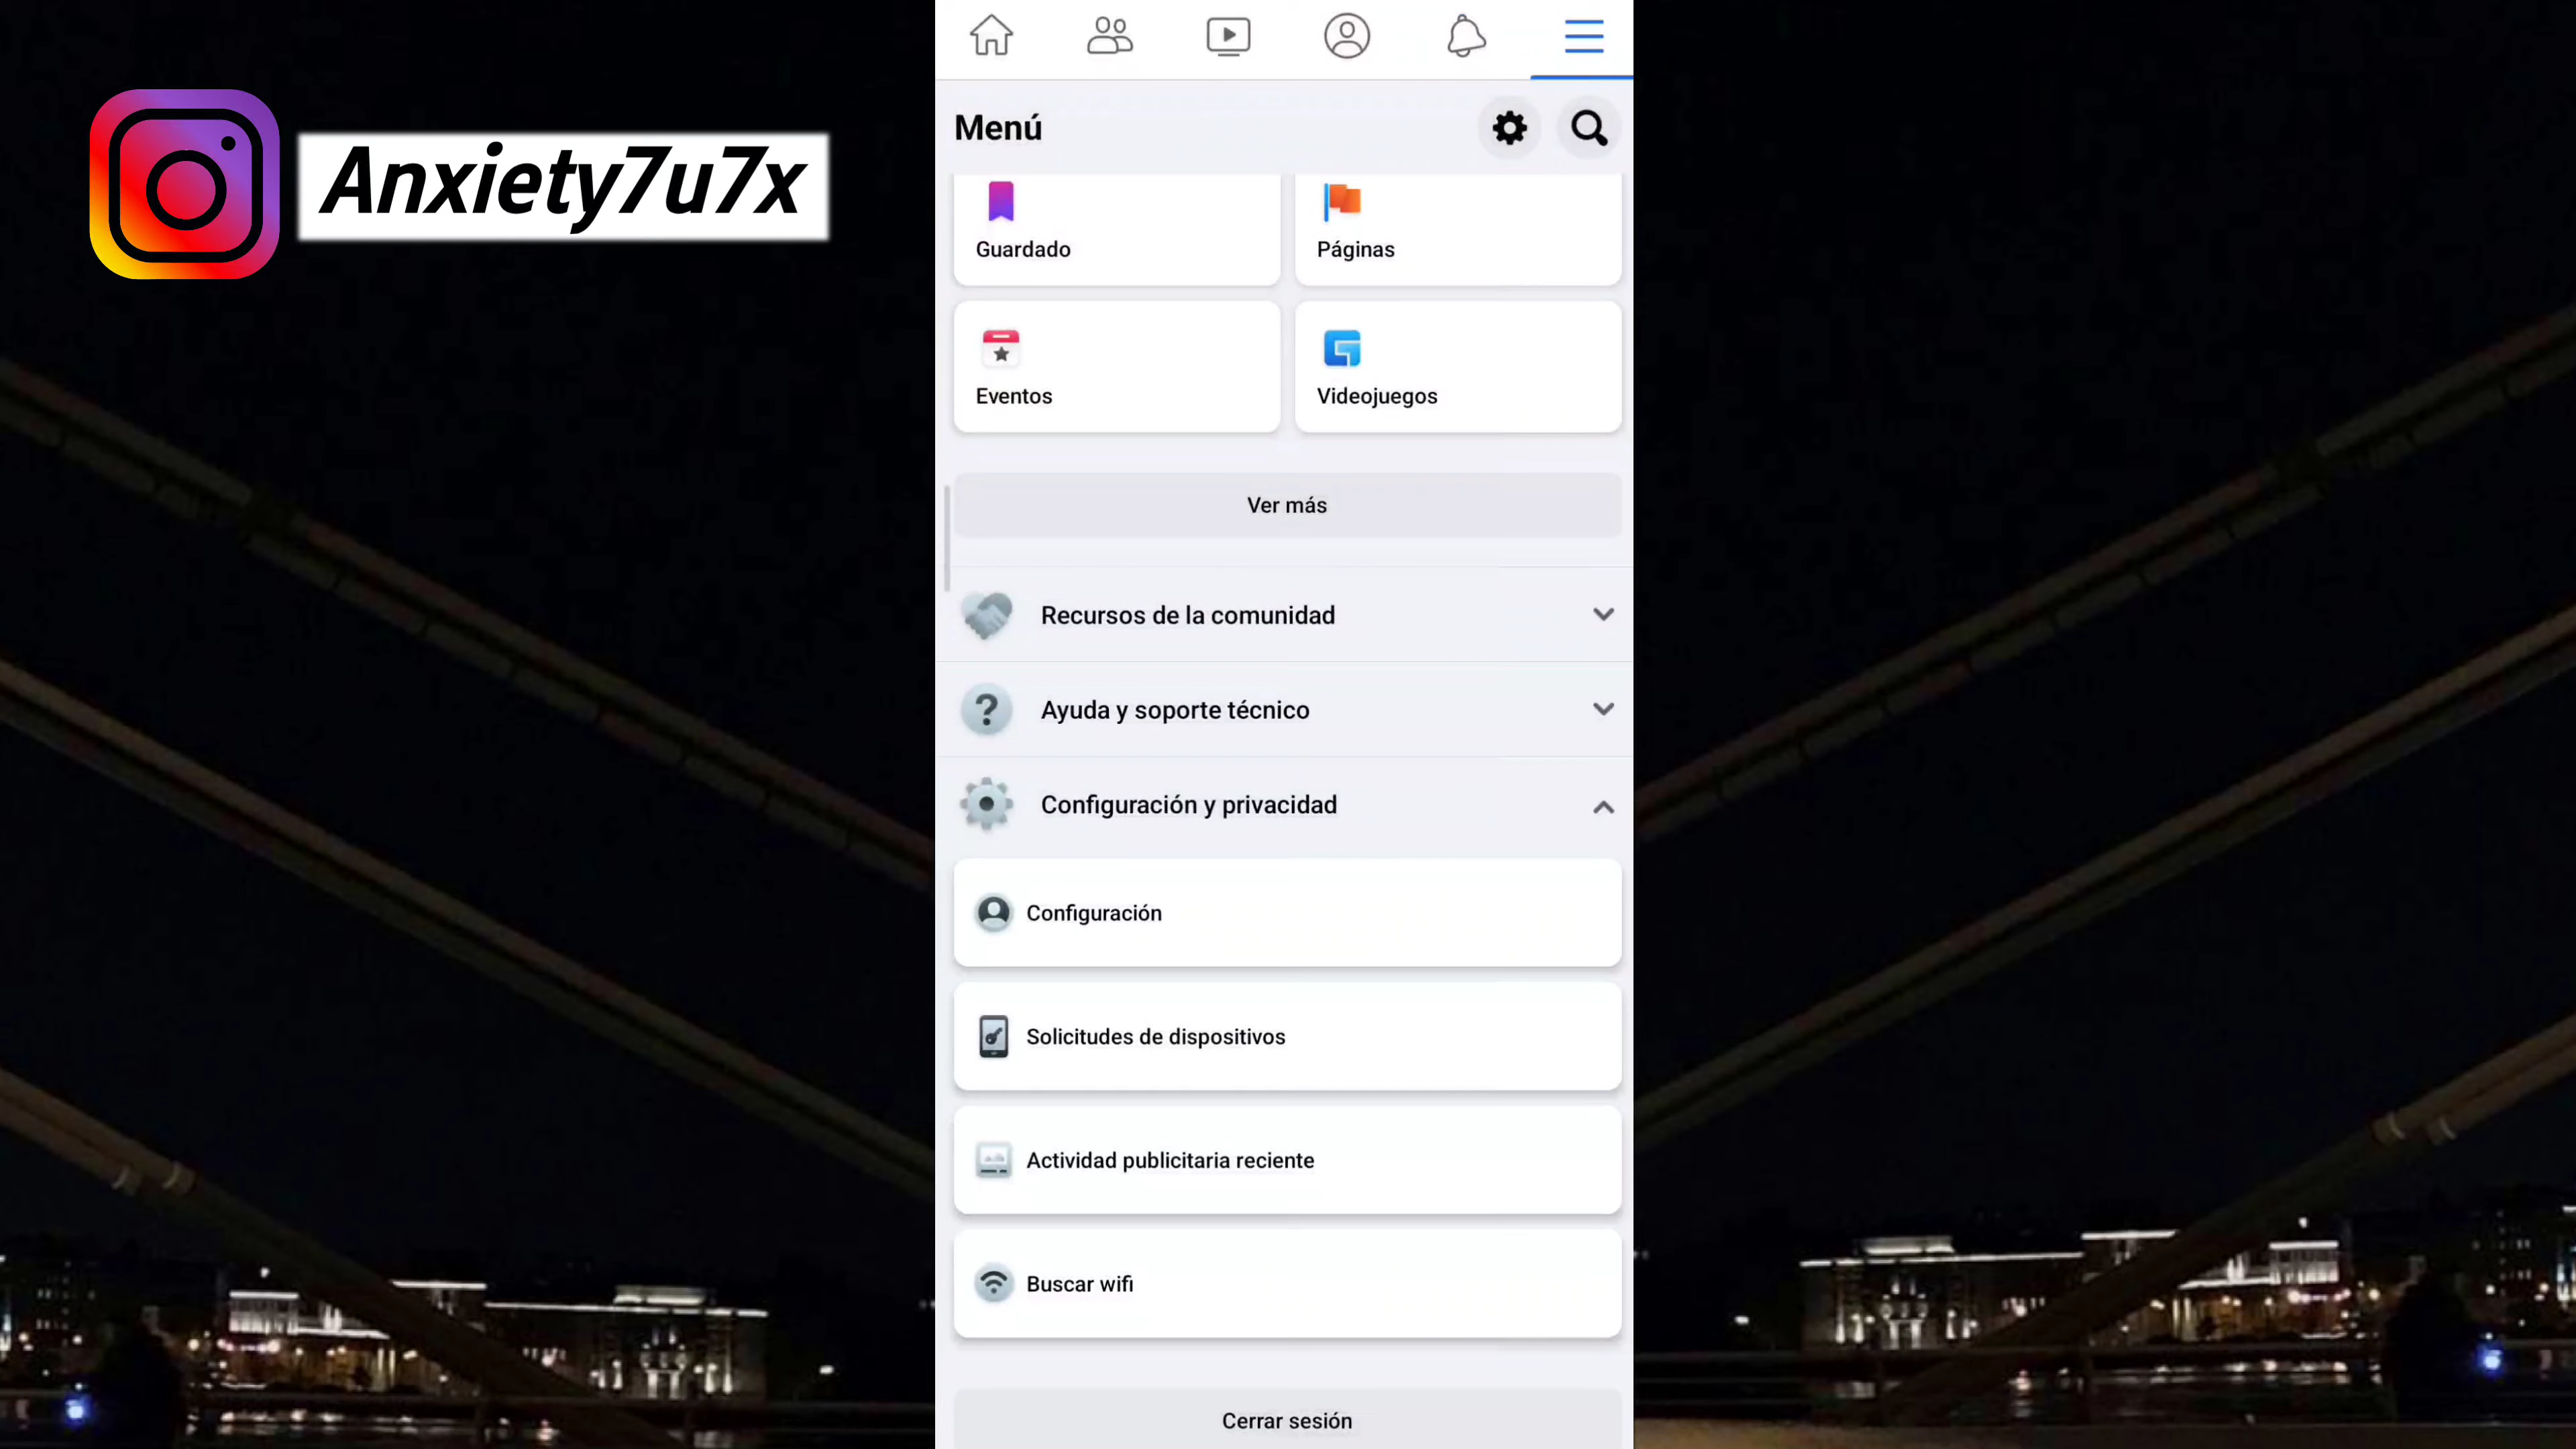 Anxiety7u7x
Menú
Guardado
Páginas
Eventos
Videojuegos
Ver más
Recursos de la comunidad
Ayuda y soporte técnico
Configuración y privacidad
Configuración
Solicitudes de dispositivos
Actividad publicitaria reciente
Buscar wifi
Cerrar sesión